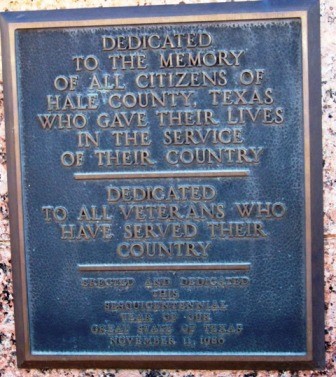 DEDICATED
TO THE MEMORY
OF ALL CITIZENS OF
HALE COUNTY, TEXAS
WHO GAVE THEIR LIVES
IN THE SERVICE
OF THEIR COUNTRY
DEDICATED
TO ALL VETERANS WHO
HAVE SERVED THEIR
COUNTRY
ERECTED AND DEDICATED
THIS
SESQUICENTENNIAL
YEAR OF THE
GREAT STATE OF TEXAS
NOVEMBER 11, 1986